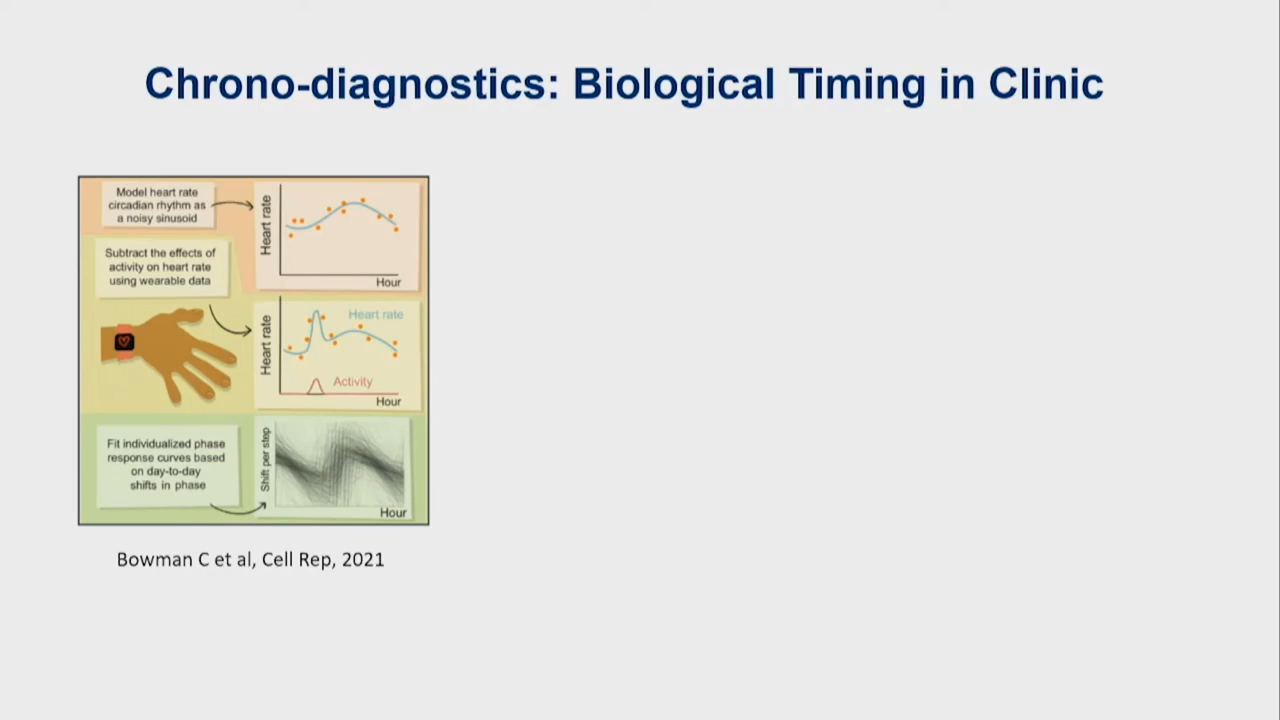 Chrono-diagnostics: Biological Timing in Clinic
Model heart rate
circadian rhythm as
a noisy sinusoid
Heart rate
Hour
Subtract the effects of
activity on heart rate
using wearable data
Heart rate
Heart rate
Activity
Hour
Fit individualized phase
response curves based
on day-to-day
shifts in phase
Shift per step
Hour
Bowman C et al, Cell Rep, 2021